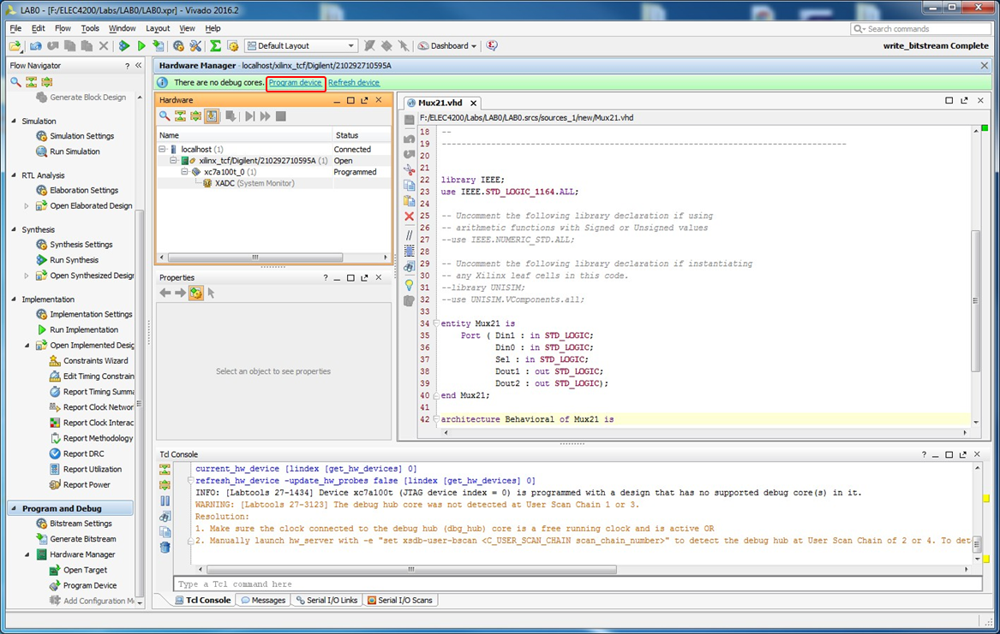 LAB0 - [F:/ELEC4200/Labs/LAB0/LAB0.xpr] - Vivado 2016.2
File Edit Flow Tools Window Layout View Help
Search commands
Default Layout
Dashboard
write_bitstream Complete
Flow Navigator
Generate Block Design
Simulation
Simulation Settings
Run Simulation
RTL Analysis
Elaboration Settings
Open Elaborated Design
Synthesis
Synthesis Settings
Run Synthesis
Open Synthesized Design
Implementation
Implementation Settings
Run Implementation
Open Implemented Desig
Constraints Wizard
Edit Timing Constrain
Report Timing Summa
Report Clock Networ
Report Clock Interac
Report Methodology
Report DRC
Report Utilization
Report Power
Program and Debug
Bitstream Settings
Generate Bitstream
Hardware Manager
Open Target
Program Device
Add Configuration M
Hardware Manager - localhost/xilinx_tcf/Digilent/210292710595A
There are no debug cores. Program device Refresh device
Hardware
Name Status
localhost (1) Connected
xilinx_tcf/Digilent/210292710595A (1) Open
xc7a100t_0 (1) Programmed
XADC (System Monitor)
Properties
Select an object to see properties
Mux21.vhd
F:/ELEC4200/Labs/LAB0/LAB0.srcs/sources_1/new/Mux21.vhd
18 --
19 ----------------------------------------------------------------------------------
20
21
22 library IEEE;
23 use IEEE.STD_LOGIC_1164.ALL;
24
25 -- Uncomment the following library declaration if using
26 -- arithmetic functions with Signed or Unsigned values
27 --use IEEE.NUMERIC_STD.ALL;
28
29 -- Uncomment the following library declaration if instantiating
30 -- any Xilinx leaf cells in this code.
31 --library UNISIM;
32 --use UNISIM.VComponents.all;
33
34 entity Mux21 is
35 Port ( Din1 : in STD_LOGIC;
36 Din0 : in STD_LOGIC;
37 Sel : in STD_LOGIC;
38 Dout1 : out STD_LOGIC;
39 Dout2 : out STD_LOGIC);
40 end Mux21;
41
42 architecture Behavioral of Mux21 is
Tcl Console
current_hw_device [lindex [get_hw_devices] 0]
refresh_hw_device -update_hw_probes false [lindex [get_hw_devices] 0]
INFO: [Labtools 27-1434] Device xc7a100t (JTAG device index = 0) is programmed with a design that has no supported debug core(s) in it.
WARNING: [Labtools 27-3123] The debug hub core was not detected at User Scan Chain 1 or 3.
Resolution:
1. Make sure the clock connected to the debug hub (dbg_hub) core is a free running clock and is active OR
2. Manually launch hw_server with -e "set xsdb-user-bscan <C_USER_SCAN_CHAIN scan_chain_number>" to detect the debug hub at User Scan Chain of 2 or 4. To det
Type a Tcl command here
Tcl Console Messages Serial I/O Links Serial I/O Scans